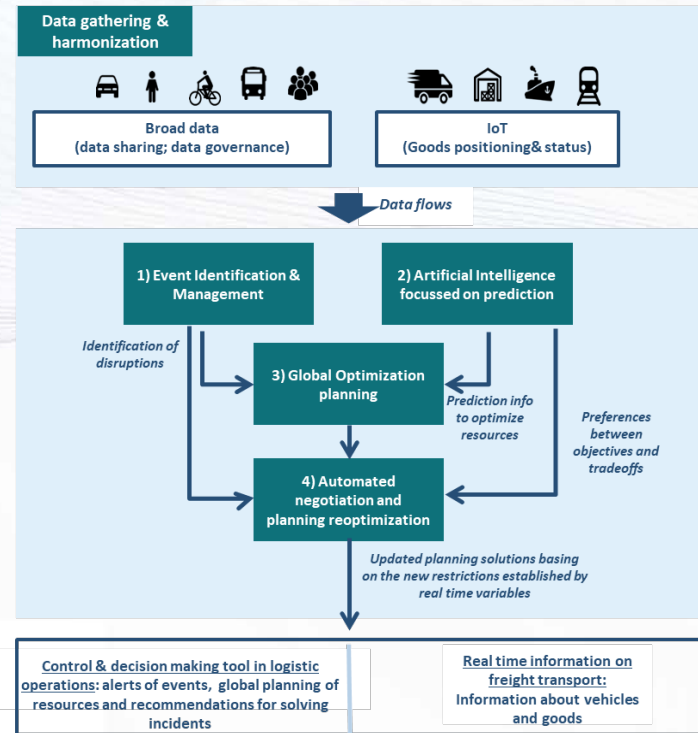 Data gathering &
harmonization
Broad data
(data sharing; data governance)
IoT
(Goods positioning& status)
Data flows
1) Event Identification &
Management
2) Artificial Intelligence
focussed on prediction
Identification of
disruptions
3) Global Optimization
planning
Prediction info
to optimize
resources
Preferences
between
objectives and
tradeoffs
4) Automated
negotiation and
planning reoptimization
Updated planning solutions basing
on the new restrictions established by
real time variables
Control & decision making tool in logistic
operations: alerts of events, global planning of
resources and recommendations for solving
incidents
Real time information on
freight transport:
Information about vehicles
and goods